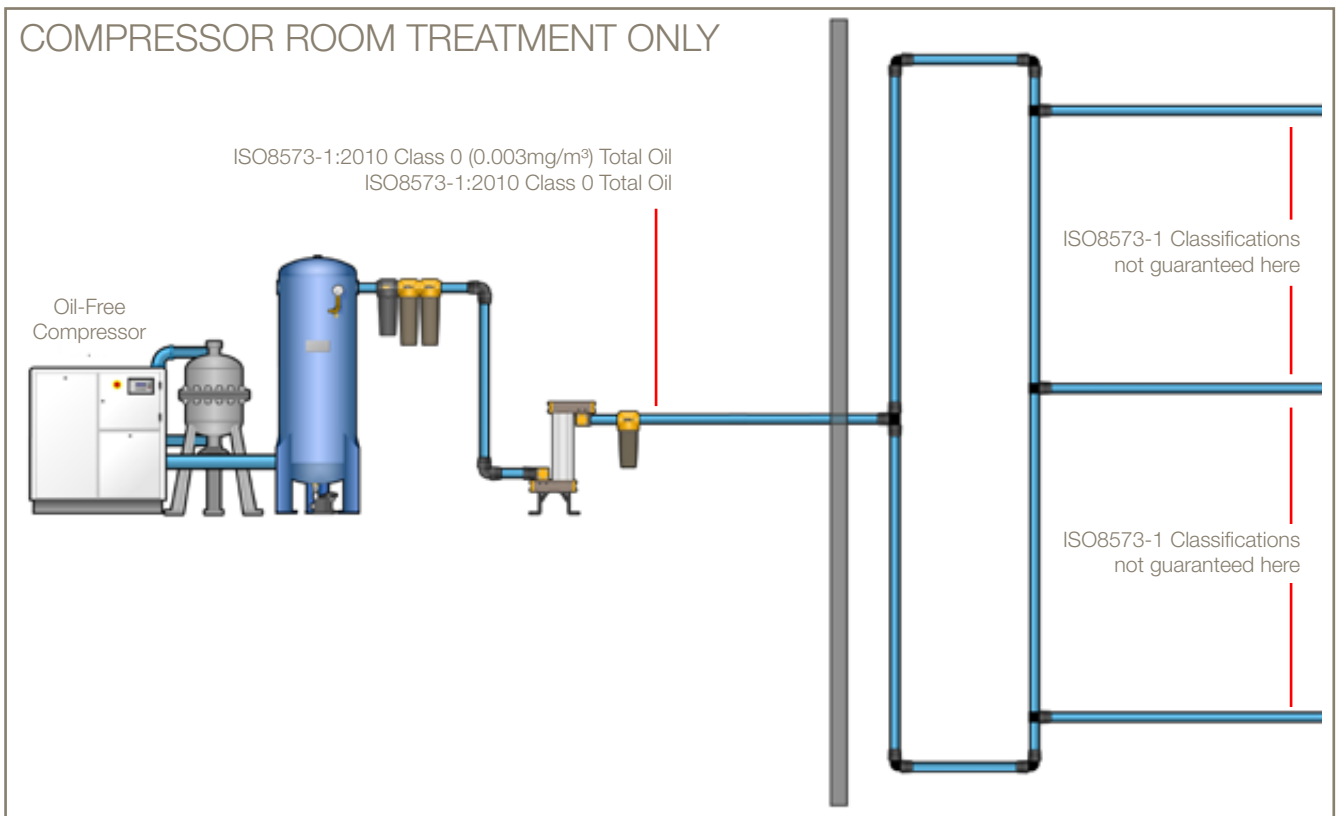 COMPRESSOR ROOM TREATMENT ONLY
ISO8573-1:2010 Class 0 (0.003mg/m³) Total Oil
ISO8573-1:2010 Class 0 Total Oil
ISO8573-1 Classifications
not guaranteed here
Oil-Free
Compressor
ISO8573-1 Classifications
not guaranteed here